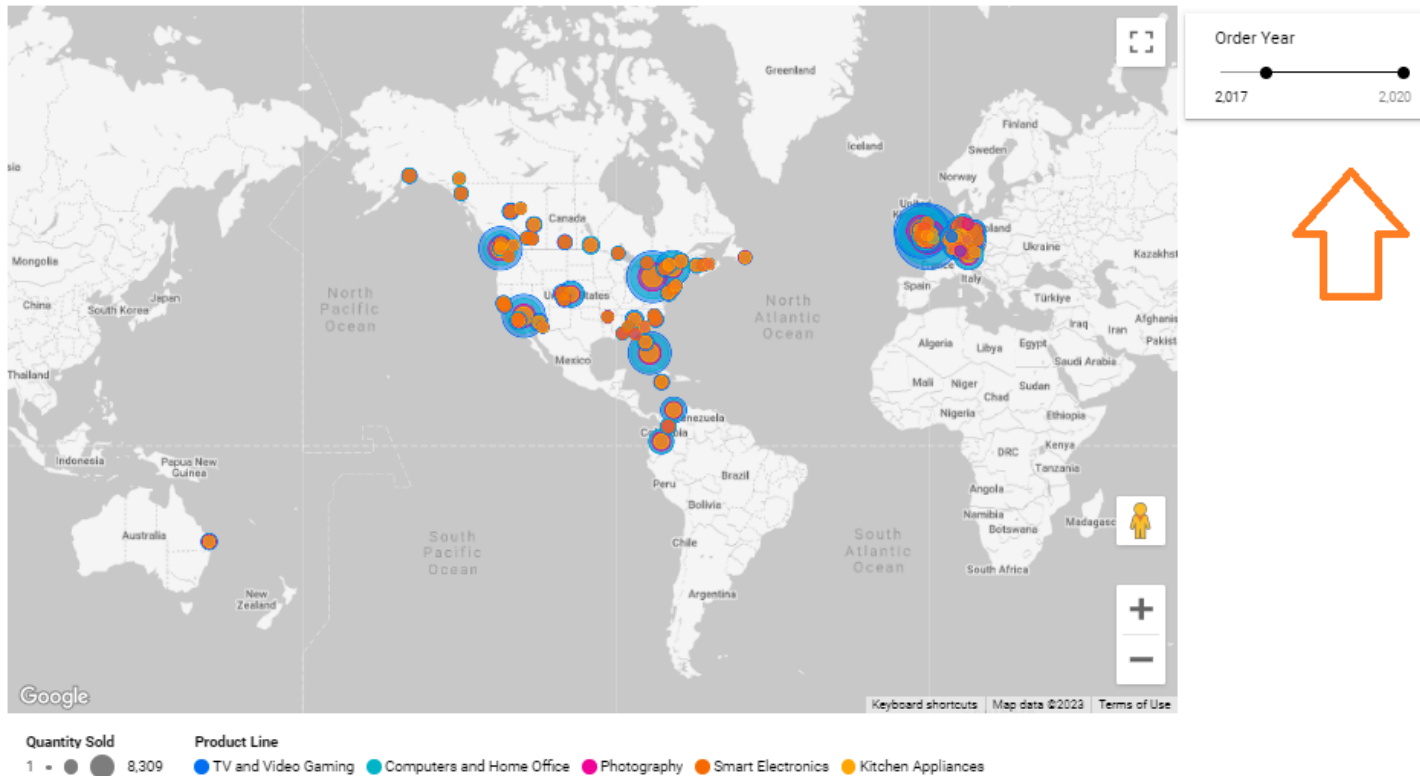 Order Year
2,017 2,020
Greenland
Iceland
Finland
Sweden
Norway
United
Canada
Ukraine
Kazakhst
Mongolia
Italy
Spain
Türkiye
North
Pacific
Ocean
North
Atlantic
Ocean
China
Japan
South Korea
Iraq
Iran
Afghanis
Pakist
Algeria
Libya
Egypt
Saudi Arabia
Mexico
Thailand
Mali
Niger
Sudan
Chad
Nigeria
Ethiopia
DRC
Kenya
Tanzania
Indonesia
Papua New
Guinea
Peru
Brazil
Bolivia
Angola
Namibia
Botswana
Madagasc
Australia
South
Pacific
Ocean
Chile
South
Atlantic
Ocean
South Africa
New
Zealand
Argentina
Google
Keyboard shortcuts Map data ©2023 Terms of Use
Quantity Sold Product Line
1 8,309 TV and Video Gaming Computers and Home Office Photography Smart Electronics Kitchen Appliances